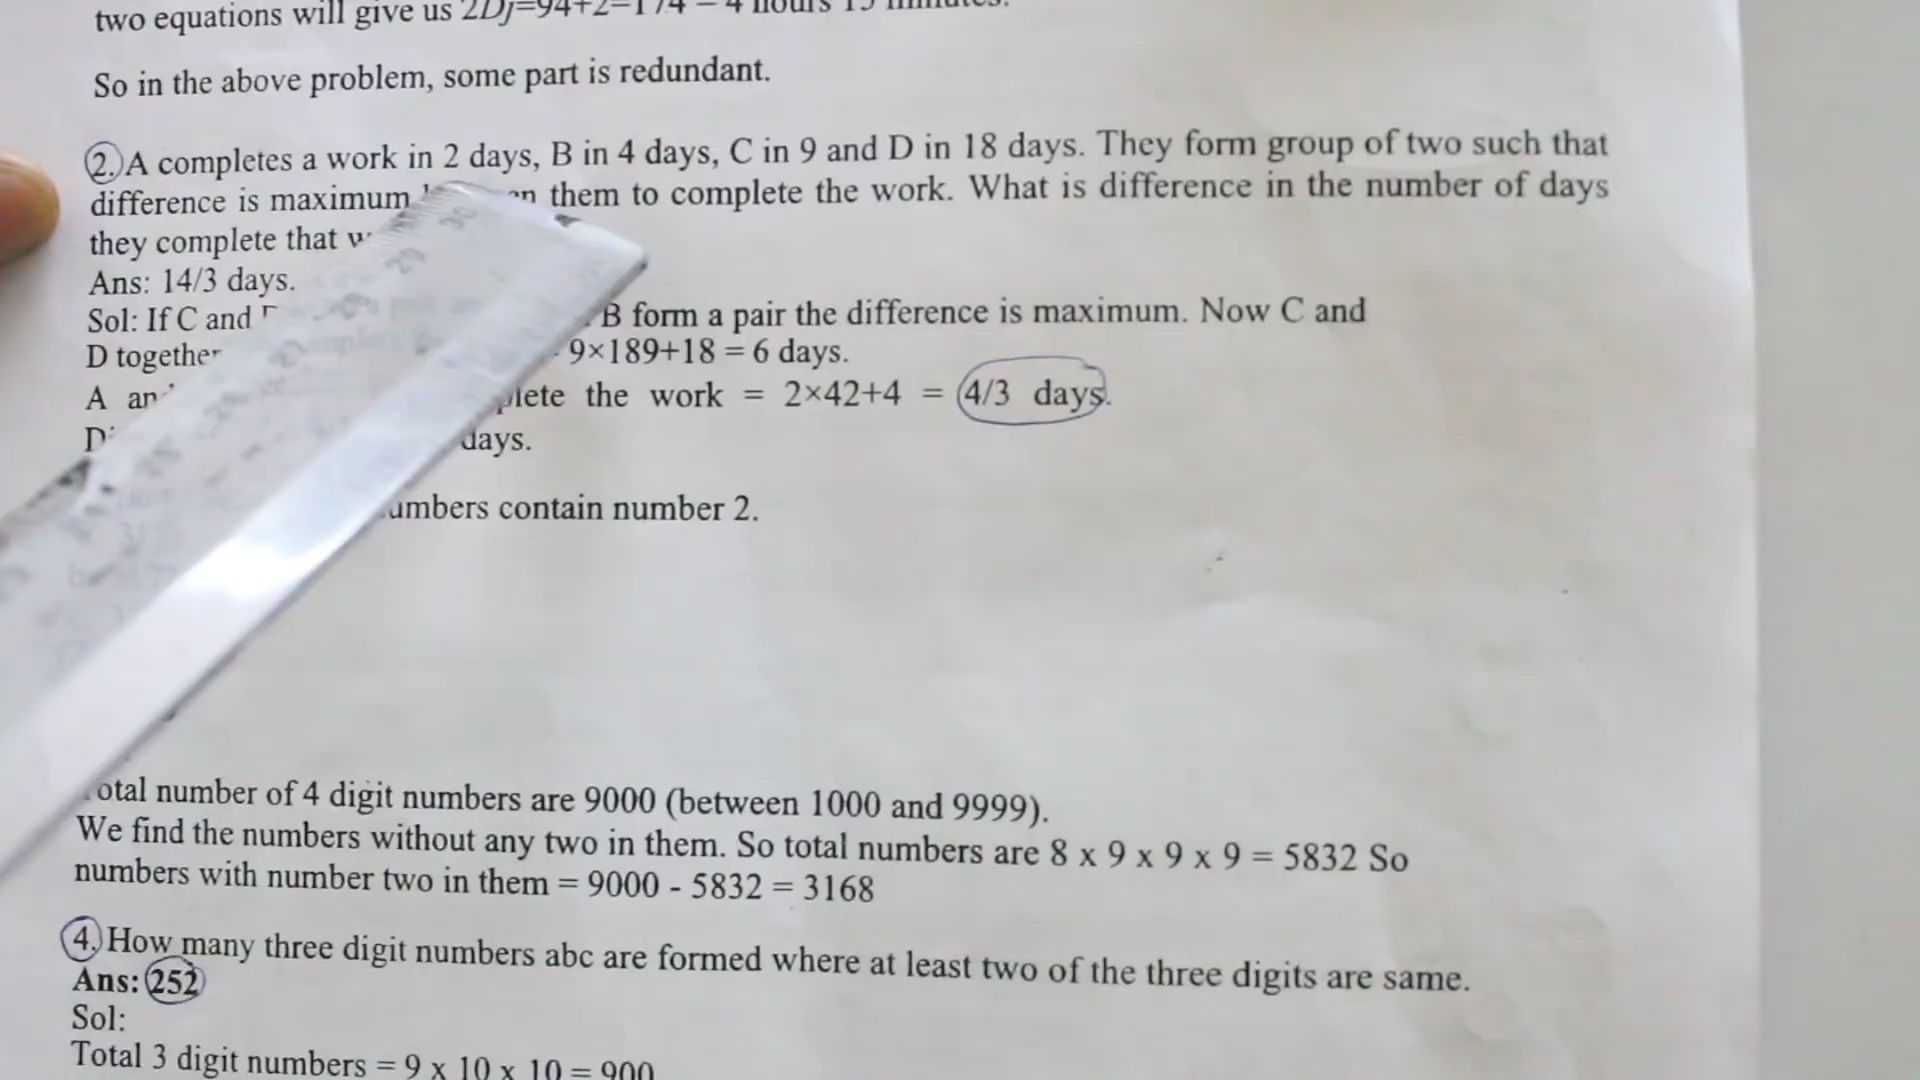 two equations will give us 2Dj=94+2=174 = 4 hours 15 minutes.
So in the above problem, some part is redundant.
2. A completes a work in 2 days, B in 4 days, C in 9 and D in 18 days. They form group of two such that
difference is maximum them to complete the work. What is difference in the number of days
they complete that
Ans: 14/3 days.
Sol: If C and B form a pair the difference is maximum. Now C and
D together 9×189+18 = 6 days.
A the work = 2×42+4 = 4/3 days.
days.
contain number 2.
number of 4 digit numbers are 9000 (between 1000 and 9999).
We find the numbers without any two in them. So total numbers are 8 x 9 x 9 x 9 = 5832 So
numbers with number two in them = 9000 - 5832 = 3168
4. How many three digit numbers abc are formed where at least two of the three digits are same.
Ans: 252
Sol:
Total 3 digit numbers = 9 x 10 x 10 = 900